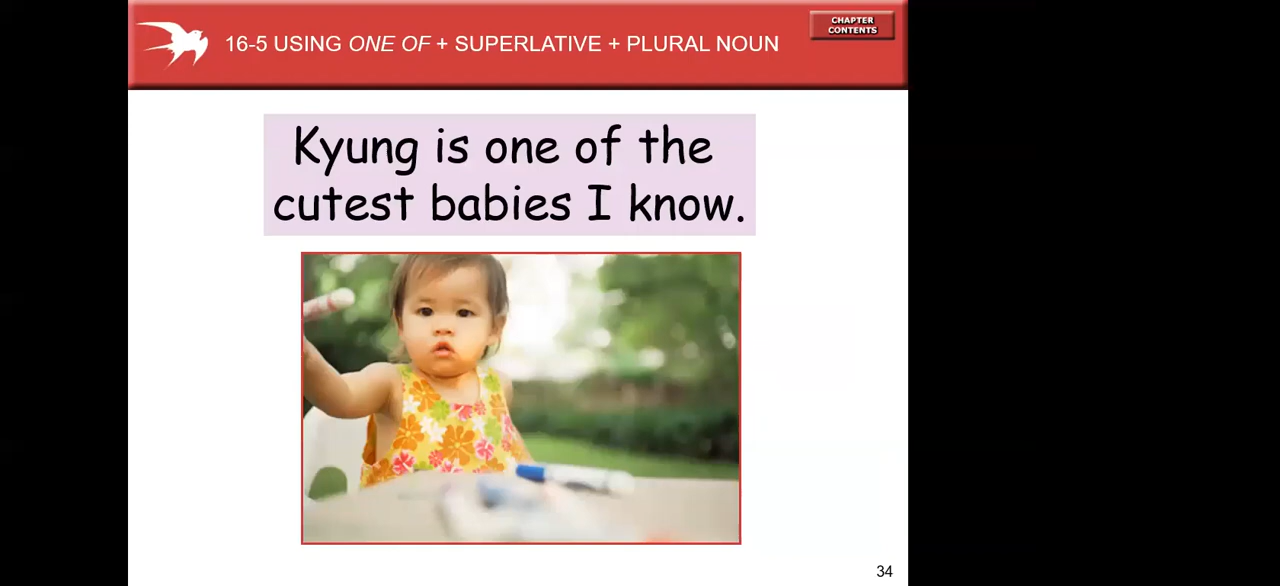 16-5 USING ONE OF + SUPERLATIVE + PLURAL NOUN
CHAPTER
CONTENTS
Kyung is one of the
cutest babies I know.
34